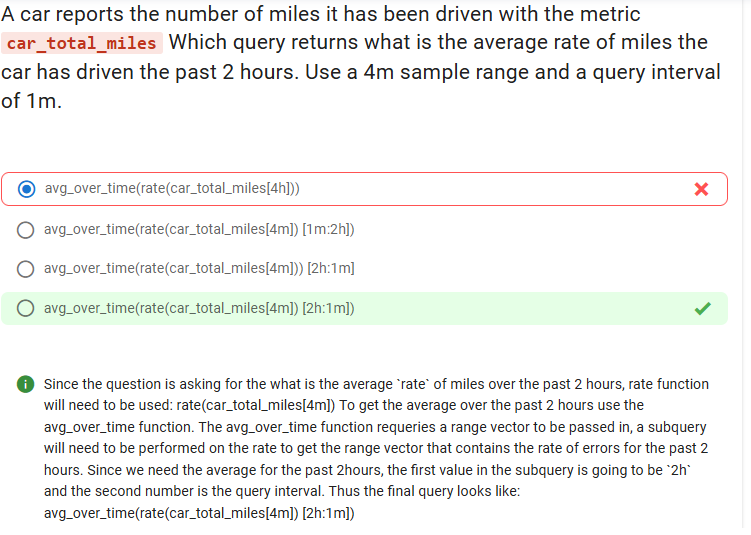 A car reports the number of miles it has been driven with the metric
car_total_miles Which query returns what is the average rate of miles the
car has driven the past 2 hours. Use a 4m sample range and a query interval
of 1m.
avg_over_time(rate(car_total_miles[4h]))
avg_over_time(rate(car_total_miles[4m]) [1m:2h])
avg_over_time(rate(car_total_miles[4m])) [2h:1m]
avg_over_time(rate(car_total_miles[4m]) [2h:1m])
Since the question is asking for the what is the average `rate` of miles over the past 2 hours, rate function
will need to be used: rate(car_total_miles[4m]) To get the average over the past 2 hours use the
avg_over_time function. The avg_over_time function requeries a range vector to be passed in, a subquery
will need to be performed on the rate to get the range vector that contains the rate of errors for the past 2
hours. Since we need the average for the past 2hours, the first value in the subquery is going to be `2h`
and the second number is the query interval. Thus the final query looks like:
avg_over_time(rate(car_total_miles[4m]) [2h:1m])